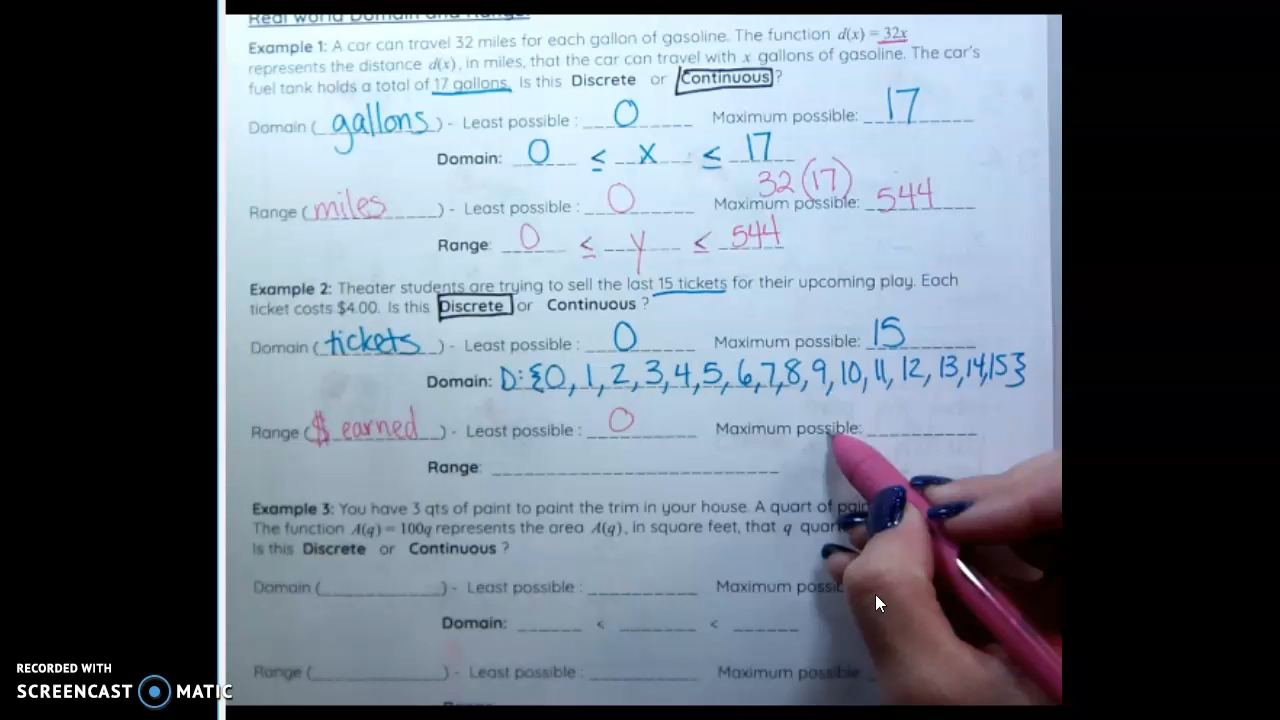 Real World Domain and Range:
Example 1: A car can travel 32 miles for each gallon of gasoline. The function d(x) = 32x
represents the distance d(x), in miles, that the car can travel with x gallons of gasoline. The car's
fuel tank holds a total of 17 gallons. Is this Discrete or Continuous ?
Domain ( gallons ) - Least possible : 0 Maximum possible: 17
Domain: 0 ≤ x ≤ 17
32(17)
Range ( miles ) - Least possible : 0 Maximum possible: 544
Range: 0 ≤ y ≤ 544
Example 2: Theater students are trying to sell the last 15 tickets for their upcoming play. Each
ticket costs $4.00. Is this Discrete or Continuous ?
Domain ( tickets ) - Least possible : 0 Maximum possible: 15
Domain: D:{0, 1, 2, 3, 4, 5, 6, 7, 8, 9, 10, 11, 12, 13, 14, 15}
Range ( $ earned ) - Least possible : 0 Maximum possible:
Range:
Example 3: You have 3 qts of paint to paint the trim in your house. A quart of
The function A(q) = 100q represents the area A(q), in square feet, that q
Is this Discrete or Continuous ?
Domain ( ) - Least possible : Maximum
Domain: < <
Range ( ) - Least possible : Maximum possible
RECORDED WITH
SCREENCAST MATIC